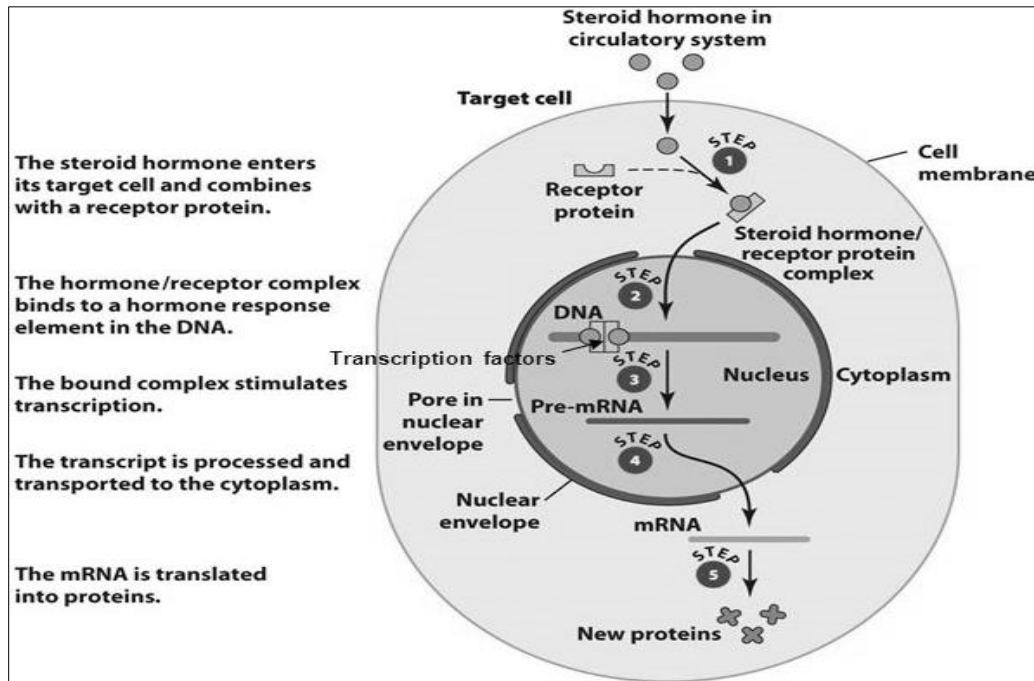 Steroid hormone in
circulatory system
Target cell
STEP
1
Cell
membrane
The steroid hormone enters
its target cell and combines
with a receptor protein.
Receptor
protein
Steroid hormone/
receptor protein
complex
The hormone/receptor complex
binds to a hormone response
element in the DNA.
STEP
2
DNA
Transcription factors
STEP
3
Nucleus
Cytoplasm
The bound complex stimulates
transcription.
Pore in
nuclear
envelope
Pre-mRNA
STEP
4
The transcript is processed and
transported to the cytoplasm.
Nuclear
envelope
mRNA
STEP
5
The mRNA is translated
into proteins.
New proteins